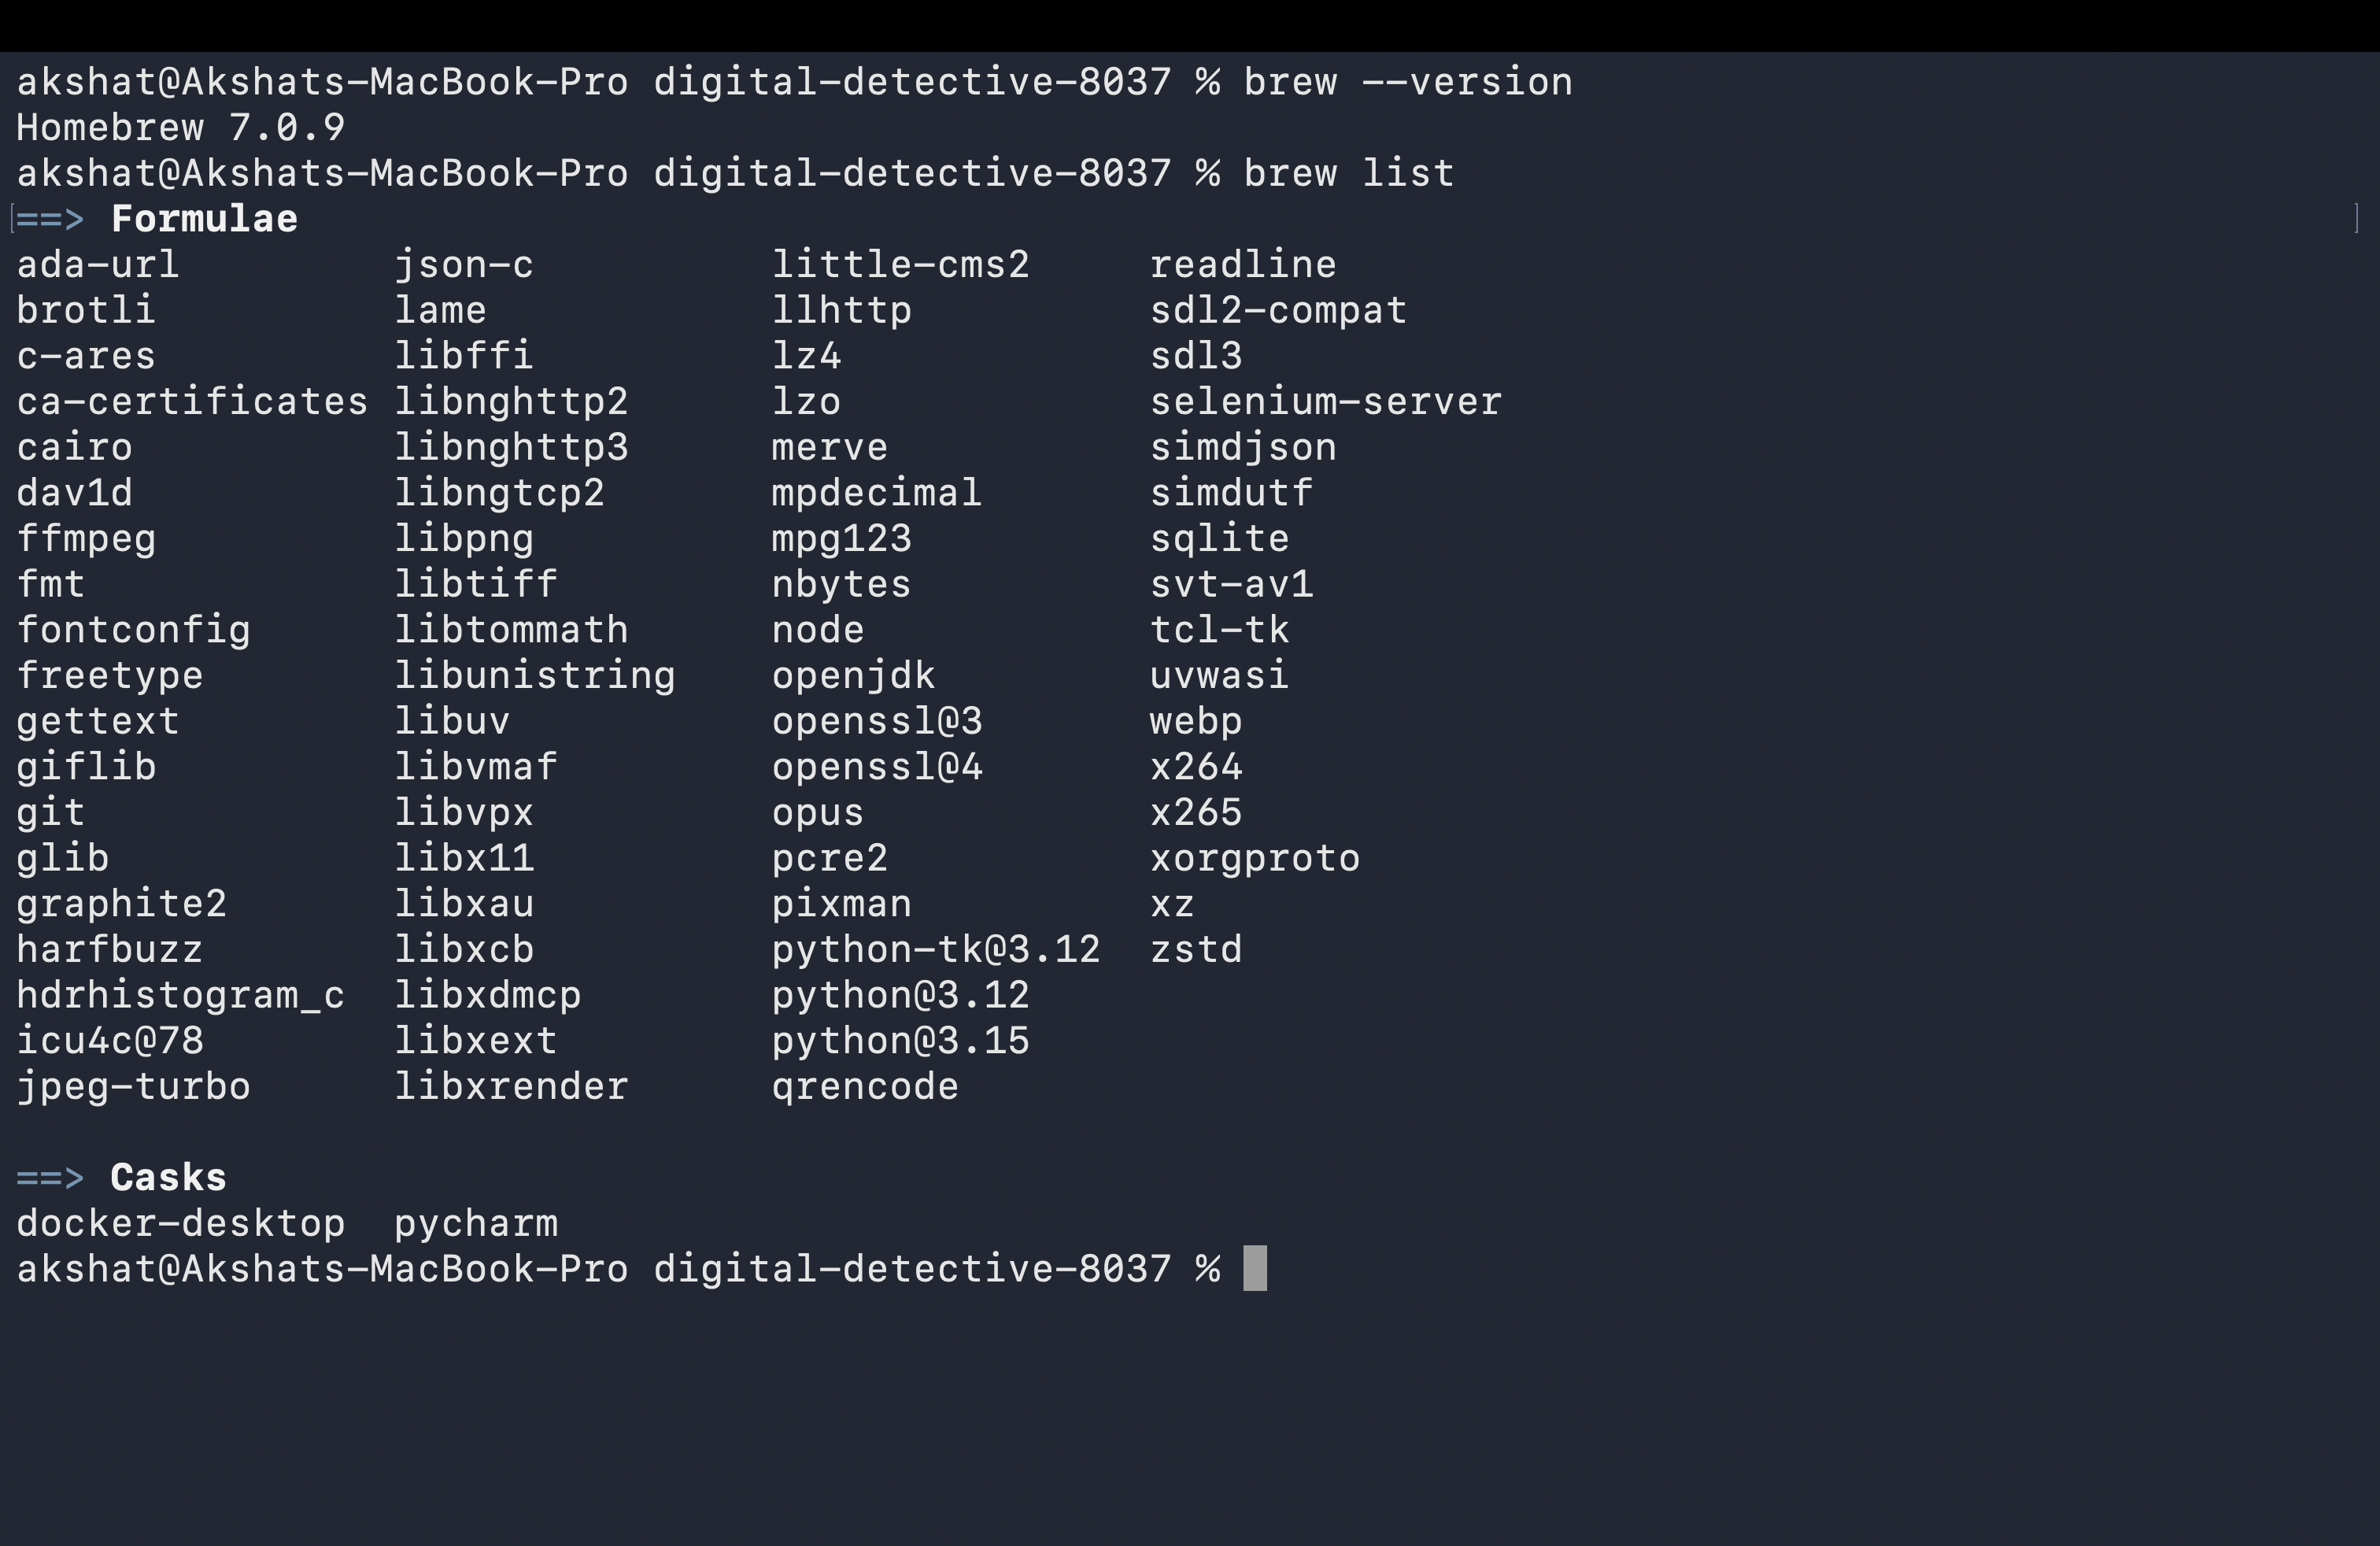 akshat@Akshats-MacBook-Pro digital-detective-8037 % brew --version
Homebrew 7.0.9
akshat@Akshats-MacBook-Pro digital-detective-8037 % brew list
==> Formulae
ada-url json-c little-cms2 readline
brotli lame llhttp sdl2-compat
c-ares libffi lz4 sdl3
ca-certificates libnghttp2 lzo selenium-server
cairo libnghttp3 merve simdjson
dav1d libngtcp2 mpdecimal simdutf
ffmpeg libpng mpg123 sqlite
fmt libtiff nbytes svt-av1
fontconfig libtommath node tcl-tk
freetype libunistring openjdk uvwasi
gettext libuv openssl@3 webp
giflib libvmaf openssl@4 x264
git libvpx opus x265
glib libx11 pcre2 xorgproto
graphite2 libxau pixman xz
harfbuzz libxcb python-tk@3.12 zstd
hdrhistogram_c libxdmcp python@3.12
icu4c@78 libxext python@3.15
jpeg-turbo libxrender qrencode
==> Casks
docker-desktop pycharm
akshat@Akshats-MacBook-Pro digital-detective-8037 %